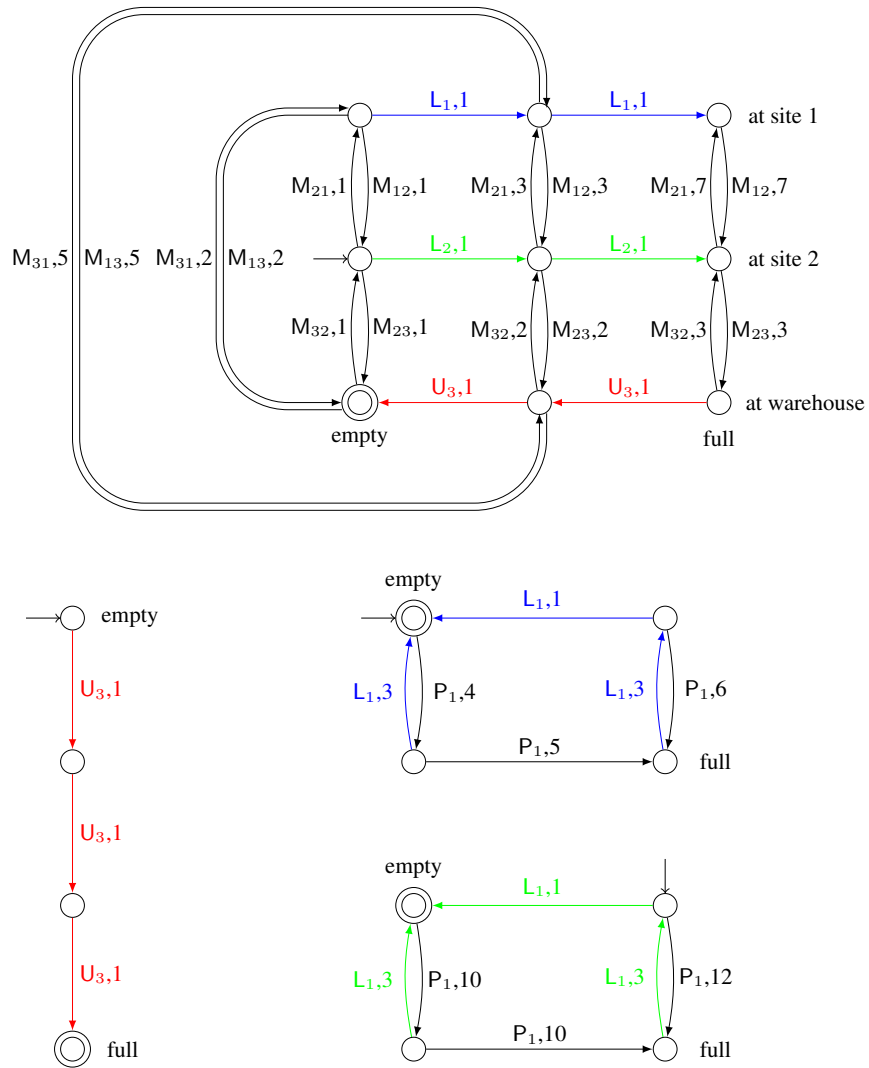 L₁,1 L₁,1 at site 1
M₂₁,1 M₁₂,1 M₂₁,3 M₁₂,3 M₂₁,7 M₁₂,7
M₃₁,5 M₁₃,5 M₃₁,2 M₁₃,2
L₂,1 L₂,1 at site 2
M₃₂,1 M₂₃,1 M₃₂,2 M₂₃,2 M₃₂,3 M₂₃,3
U₃,1 U₃,1 at warehouse
empty full
empty
U₃,1
U₃,1
U₃,1
full
empty
L₁,1
L₁,3 P₁,4 L₁,3 P₁,6
P₁,5 full
empty
L₁,1
L₁,3 P₁,10 L₁,3 P₁,12
P₁,10 full